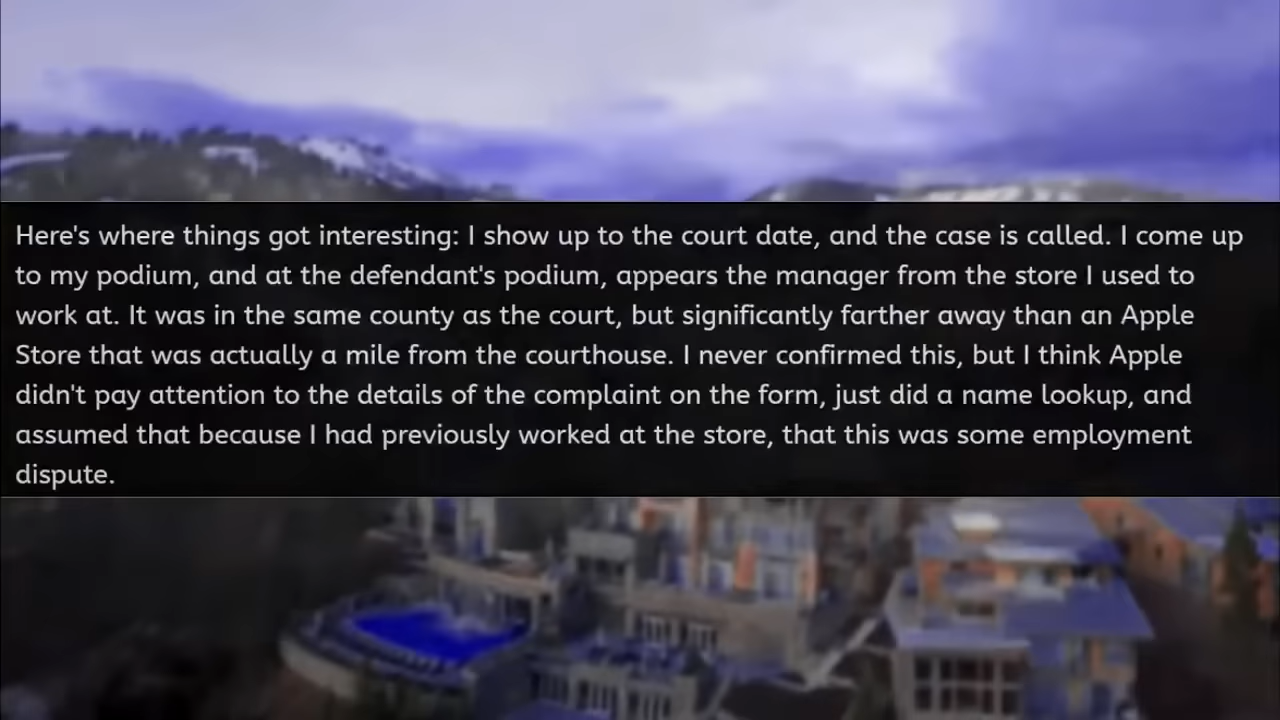 Here's where things got interesting: I show up to the court date, and the case is called. I come up
to my podium, and at the defendant's podium, appears the manager from the store I used to
work at. It was in the same county as the court, but significantly farther away than an Apple
Store that was actually a mile from the courthouse. I never confirmed this, but I think Apple
didn't pay attention to the details of the complaint on the form, just did a name lookup, and
assumed that because I had previously worked at the store, that this was some employment
dispute.